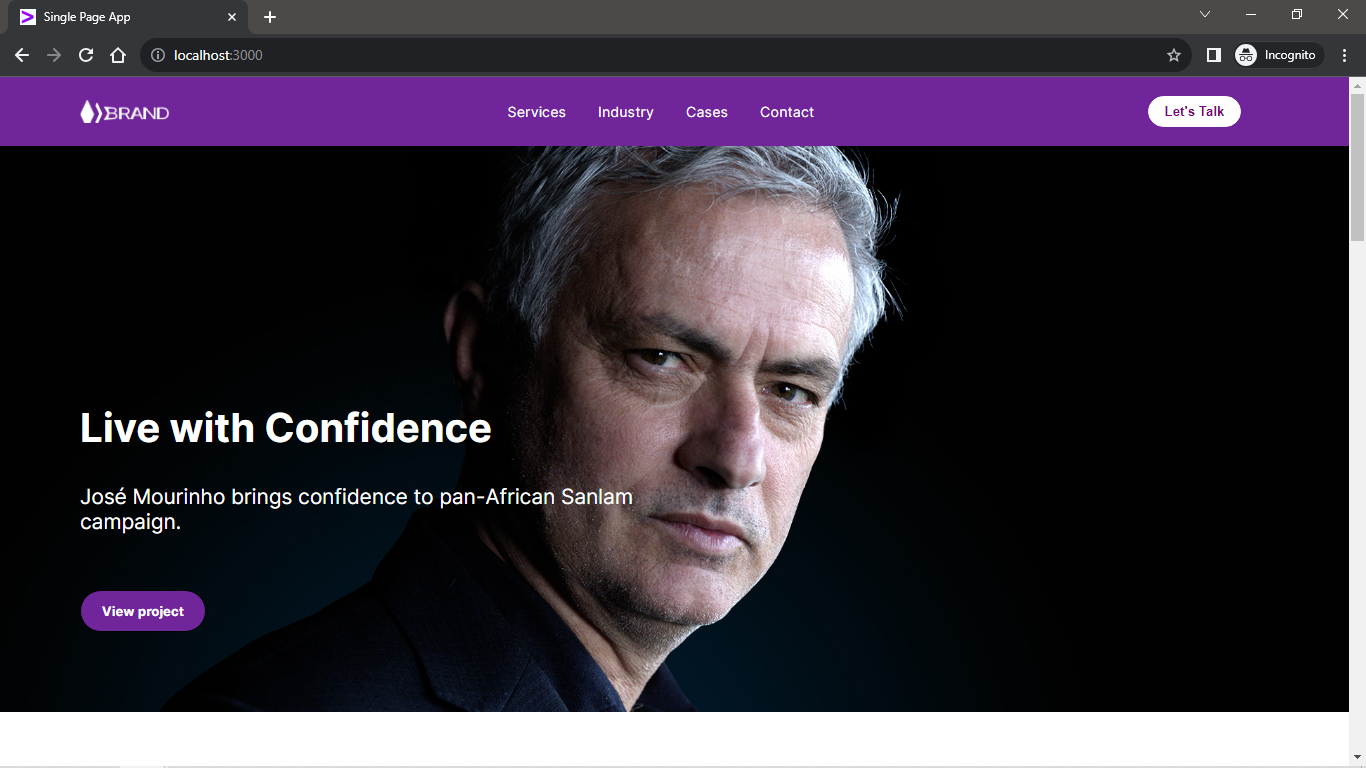 Single Page App
localhost:3000
Incognito
BRAND
Services
Industry
Cases
Contact
Let's Talk
Live with Confidence
José Mourinho brings confidence to pan-African Sanlam
campaign.
View project